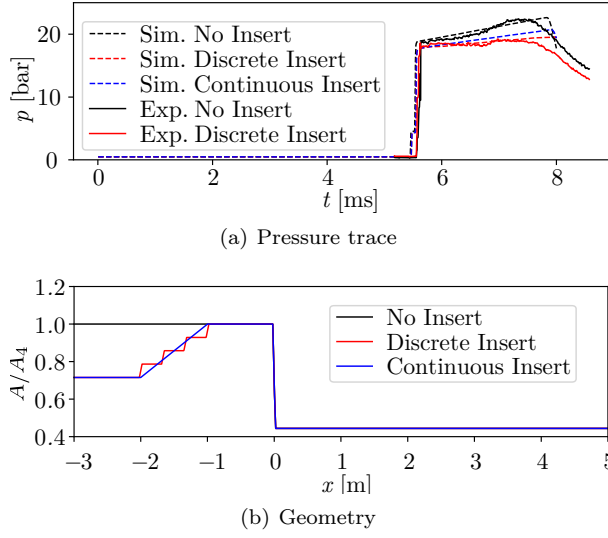 20
10
0
p [bar]
Sim. No Insert
Sim. Discrete Insert
Sim. Continuous Insert
Exp. No Insert
Exp. Discrete Insert
0 2 4 6 8
t [ms]
(a) Pressure trace
1.2
1.0
0.8
0.6
0.4
A/A4
No Insert
Discrete Insert
Continuous Insert
−3 −2 −1 0 1 2 3 4 5
x [m]
(b) Geometry